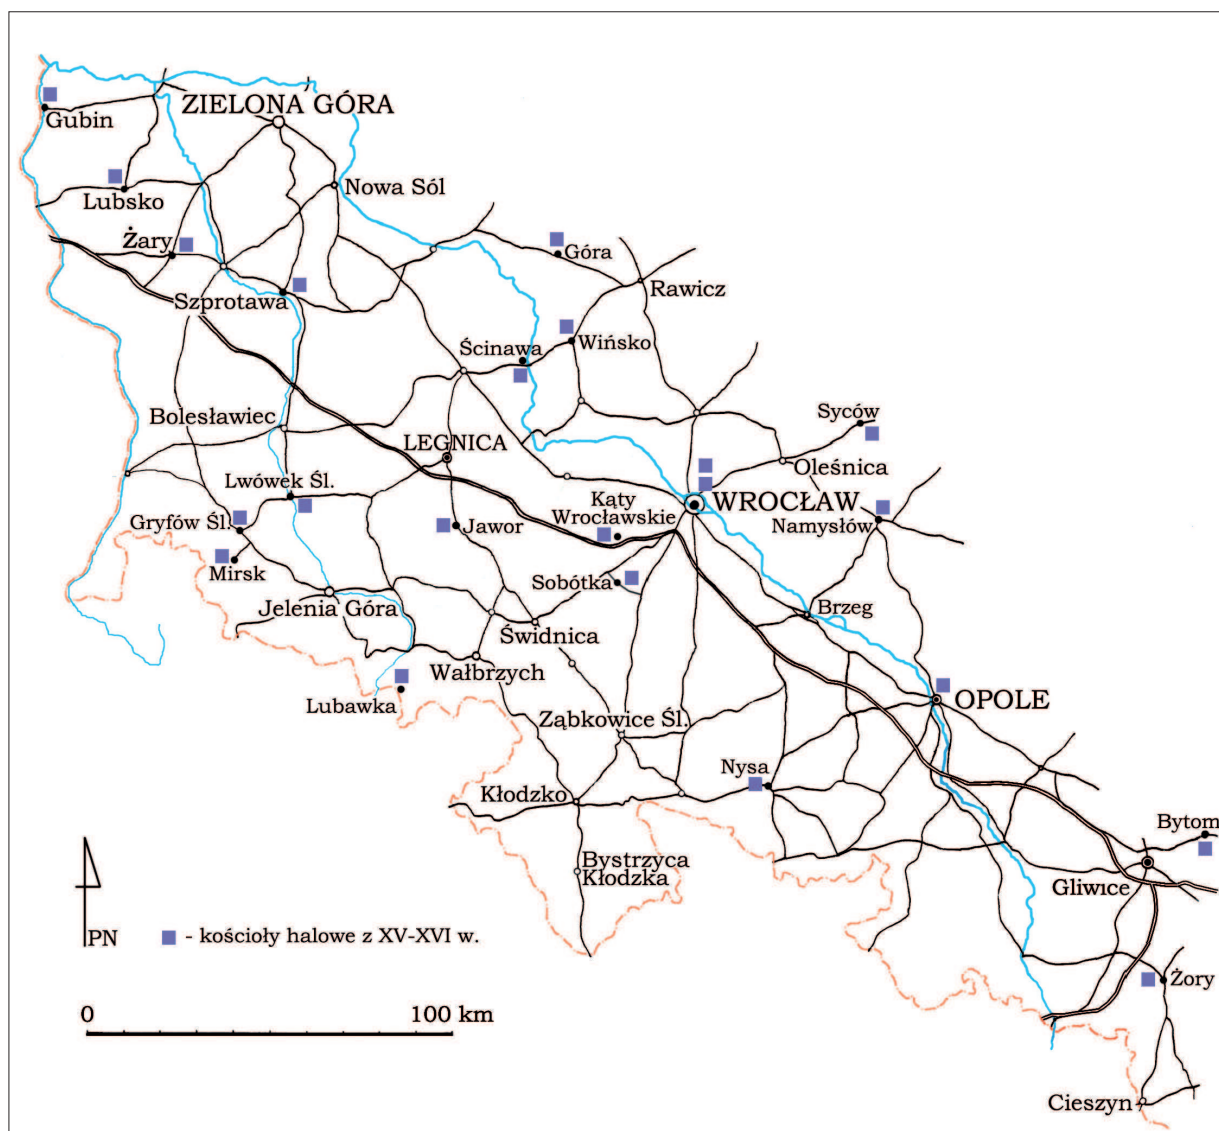 ZIELONA GÓRA
Gubin
Lubsko
Nowa Sól
Żary
Góra
Szprotawa
Rawicz
Ścinawa
Wińsko
Bolesławiec
Syców
LEGNICA
Oleśnica
Lwówek Śl.
Kąty
Wrocławskie
WROCŁAW
Gryfów Śl.
Jawor
Namysłów
Mirsk
Sobótka
Jelenia Góra
Brzeg
Świdnica
Wałbrzych
Lubawka
OPOLE
Ząbkowice Śl.
Nysa
Kłodzko
Bytom
Bystrzyca
Kłodzka
Gliwice
PN
- kościoły halowe z XV-XVI w.
Żory
0 100 km
Cieszyn